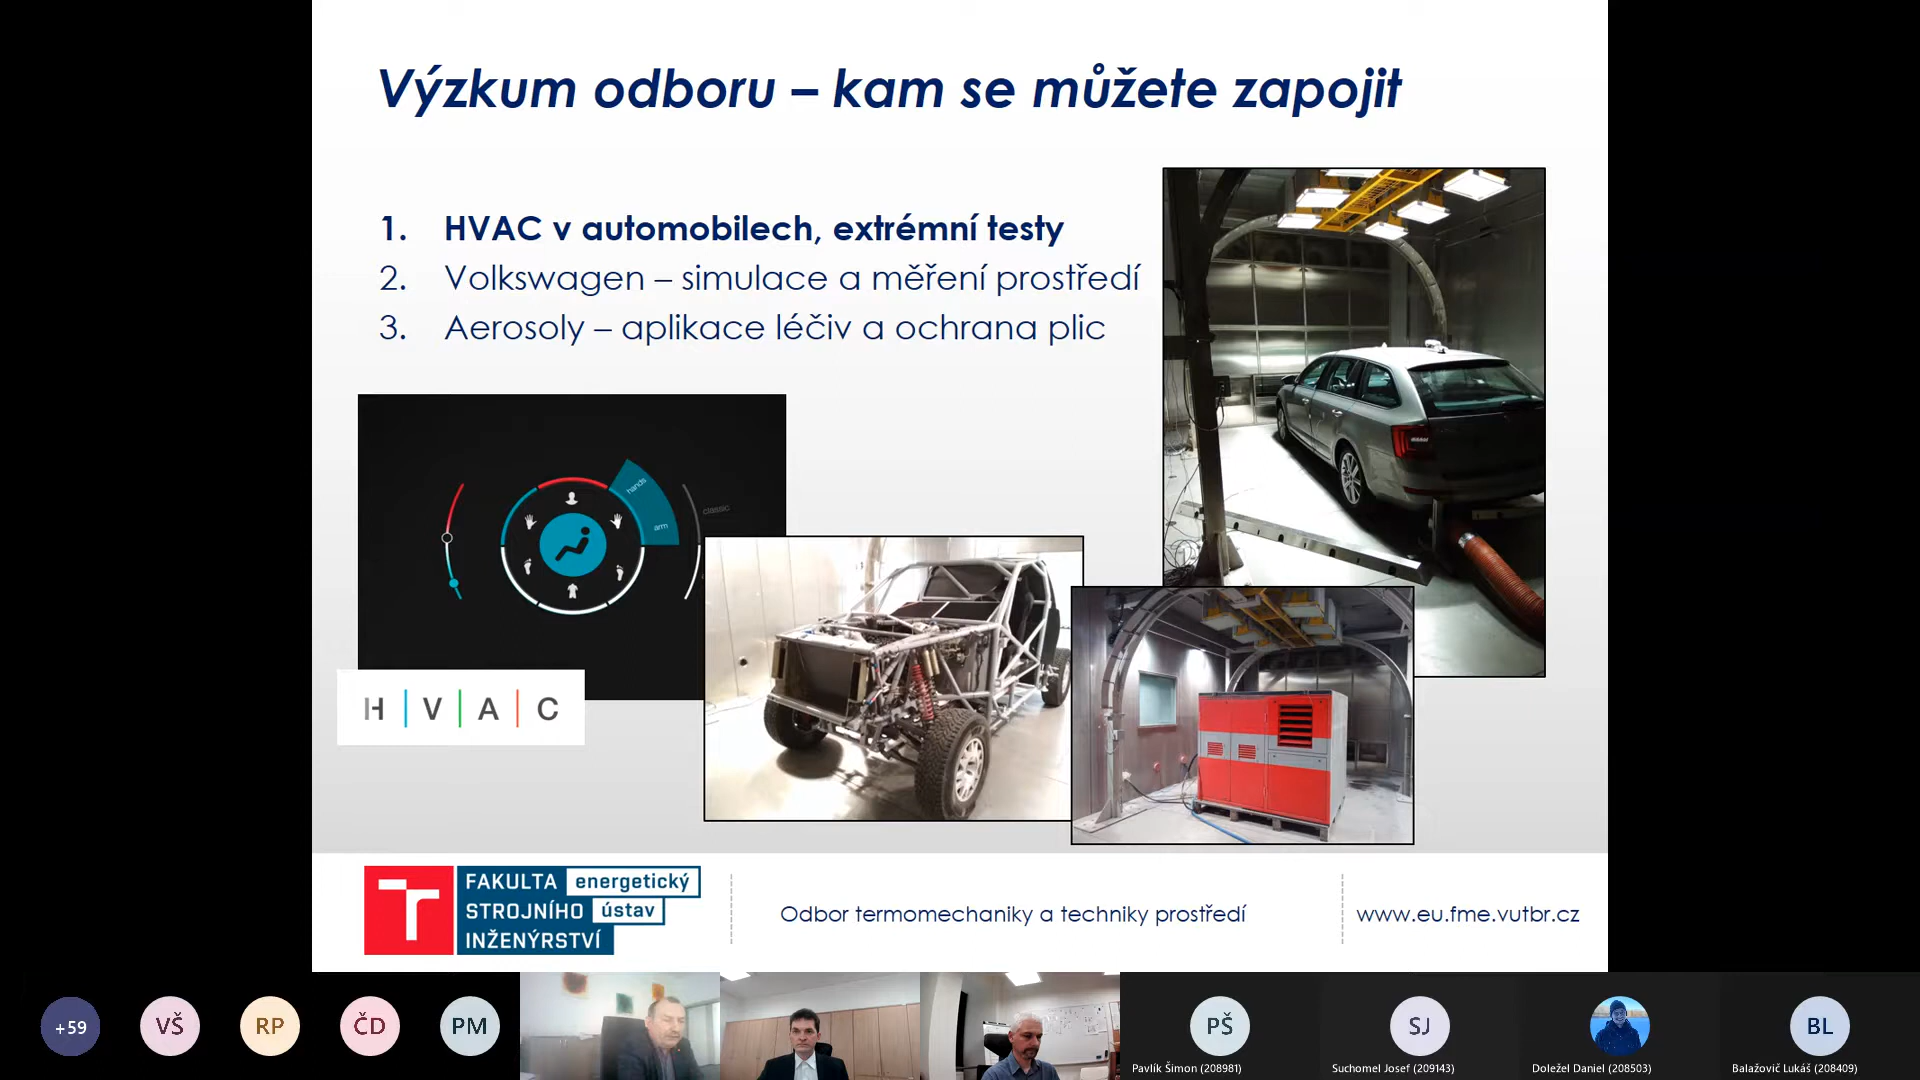 Výzkum odboru – kam se můžete zapojit
1. HVAC v automobilech, extrémní testy
2. Volkswagen – simulace a měření prostředí
3. Aerosoly – aplikace léčiv a ochrana plic
hands
arm
classic
H | V | A | C
FAKULTA energetický
STROJNÍHO ústav
INŽENÝRSTVÍ
Odbor termomechaniky a techniky prostředí
www.eu.fme.vutbr.cz
+59
VŠ
RP
ČD
PM
PŠ
SJ
BL
Pavlík Šimon (208981)
Suchomel Josef (209143)
Doležel Daniel (208503)
Balažovič Lukáš (208409)